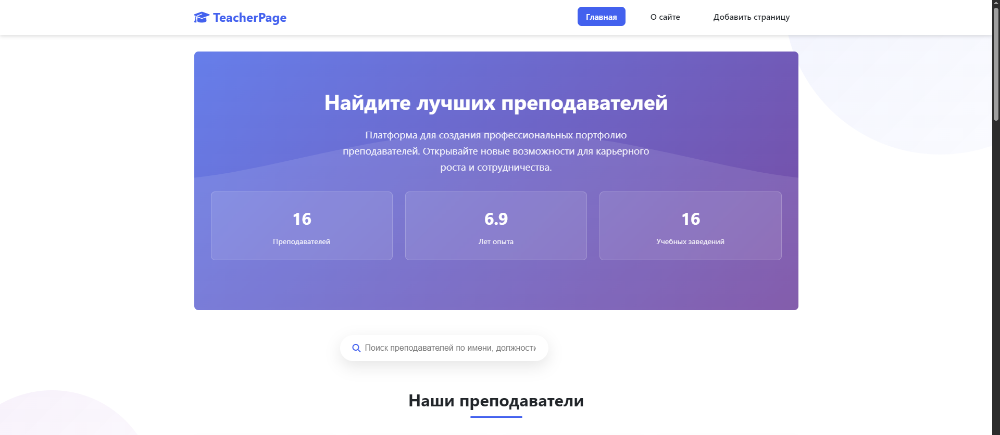 TeacherPage
Главная
О сайте
Добавить страницу
Найдите лучших преподавателей
Платформа для создания профессиональных портфолио
преподавателей. Открывайте новые возможности для карьерного
роста и сотрудничества.
16
Преподавателей
6.9
Лет опыта
16
Учебных заведений
Поиск преподавателей по имени, должности
Наши преподаватели